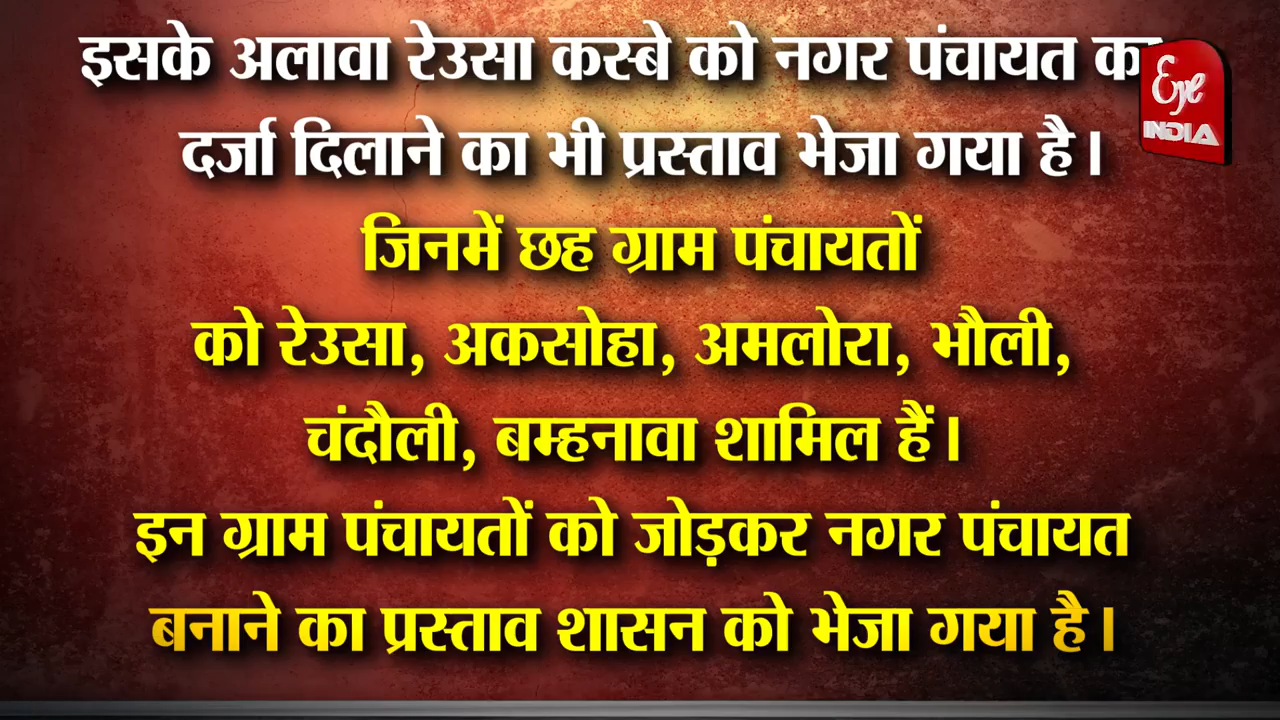 इसके अलावा रेउसा कस्बे को नगर पंचायत का
दर्जा दिलाने का भी प्रस्ताव भेजा गया है।
जिनमें छह ग्राम पंचायतों
को रेउसा, अकसोहा, अमलोरा, भौली,
चंदौली, बम्हनावा शामिल हैं।
इन ग्राम पंचायतों को जोड़कर नगर पंचायत
बनाने का प्रस्ताव शासन को भेजा गया है।
Eye
INDIA